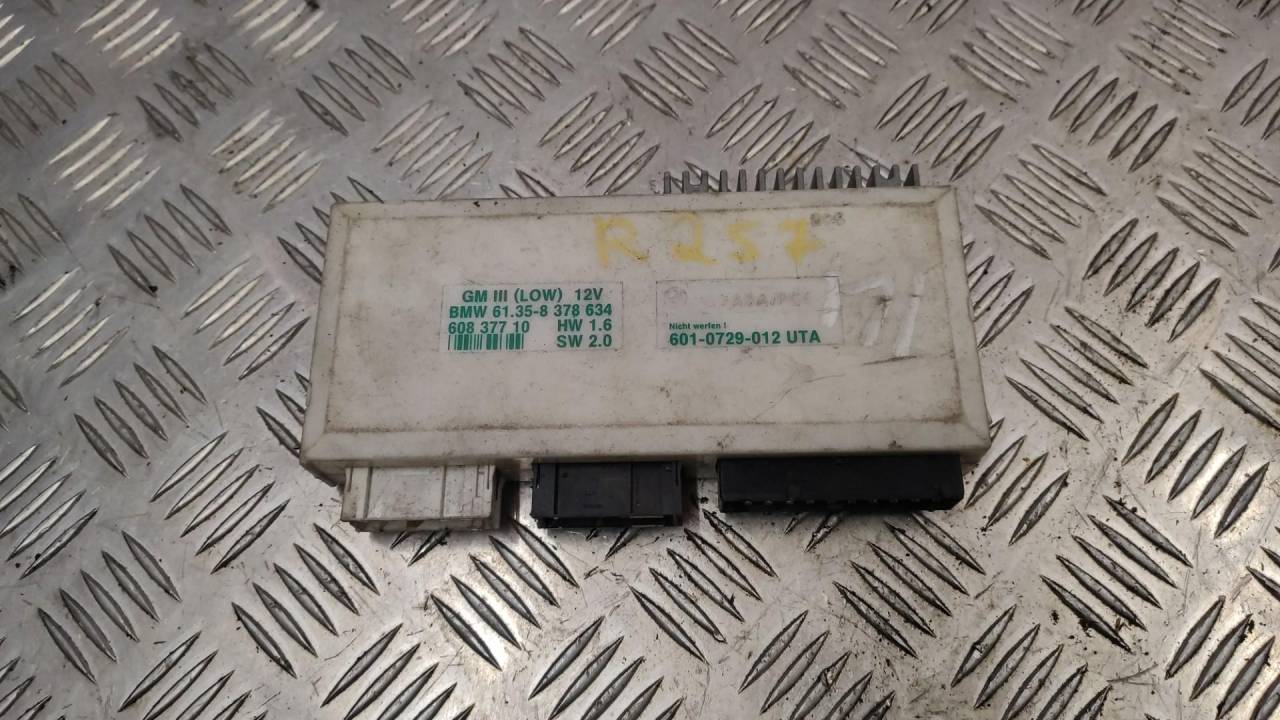 R 257
GM III (LOW) 12V
BMW 61.35-8 378 634
608 377 10 HW 1.6
SW 2.0
Nicht werfen !
601-0729-012 UTA